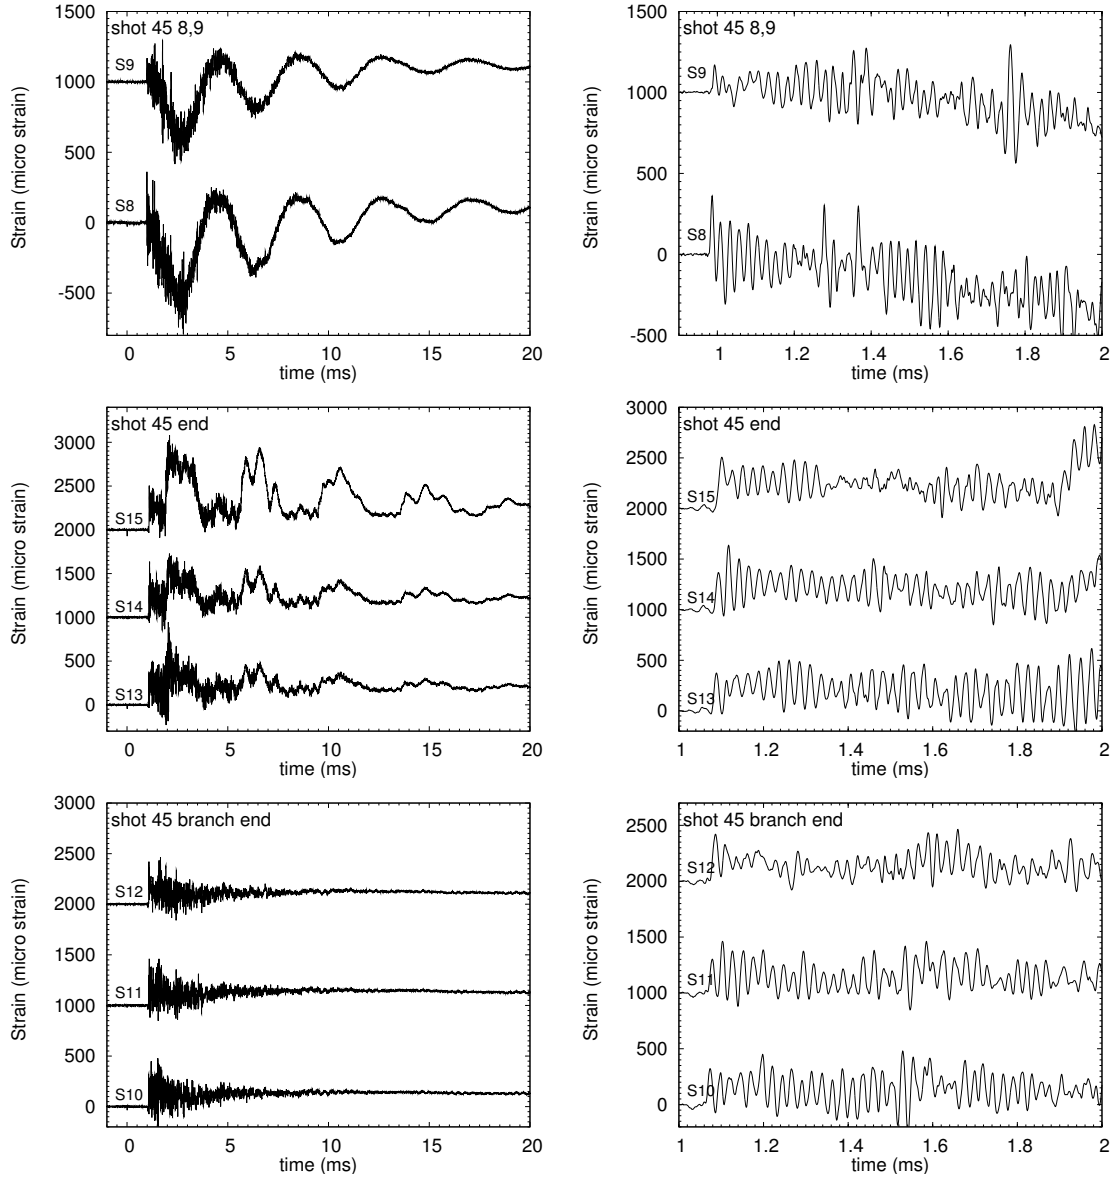 shot 45 8,9
Strain (micro strain)
1500
1000
500
0
-500
S9
S8
0
5
10
15
20
time (ms)
shot 45 8,9
Strain (micro strain)
1500
1000
500
0
-500
S9
S8
1
1.2
1.4
1.6
1.8
2
time (ms)
shot 45 end
Strain (micro strain)
3000
2500
2000
1500
1000
500
0
S15
S14
S13
0
5
10
15
20
time (ms)
shot 45 end
Strain (micro strain)
3000
2500
2000
1500
1000
500
0
S15
S14
S13
1
1.2
1.4
1.6
1.8
2
time (ms)
shot 45 branch end
Strain (micro strain)
3000
2500
2000
1500
1000
500
0
S12
S11
S10
0
5
10
15
20
time (ms)
shot 45 branch end
Strain (micro strain)
2500
2000
1500
1000
500
0
S12
S11
S10
1
1.2
1.4
1.6
1.8
2
time (ms)